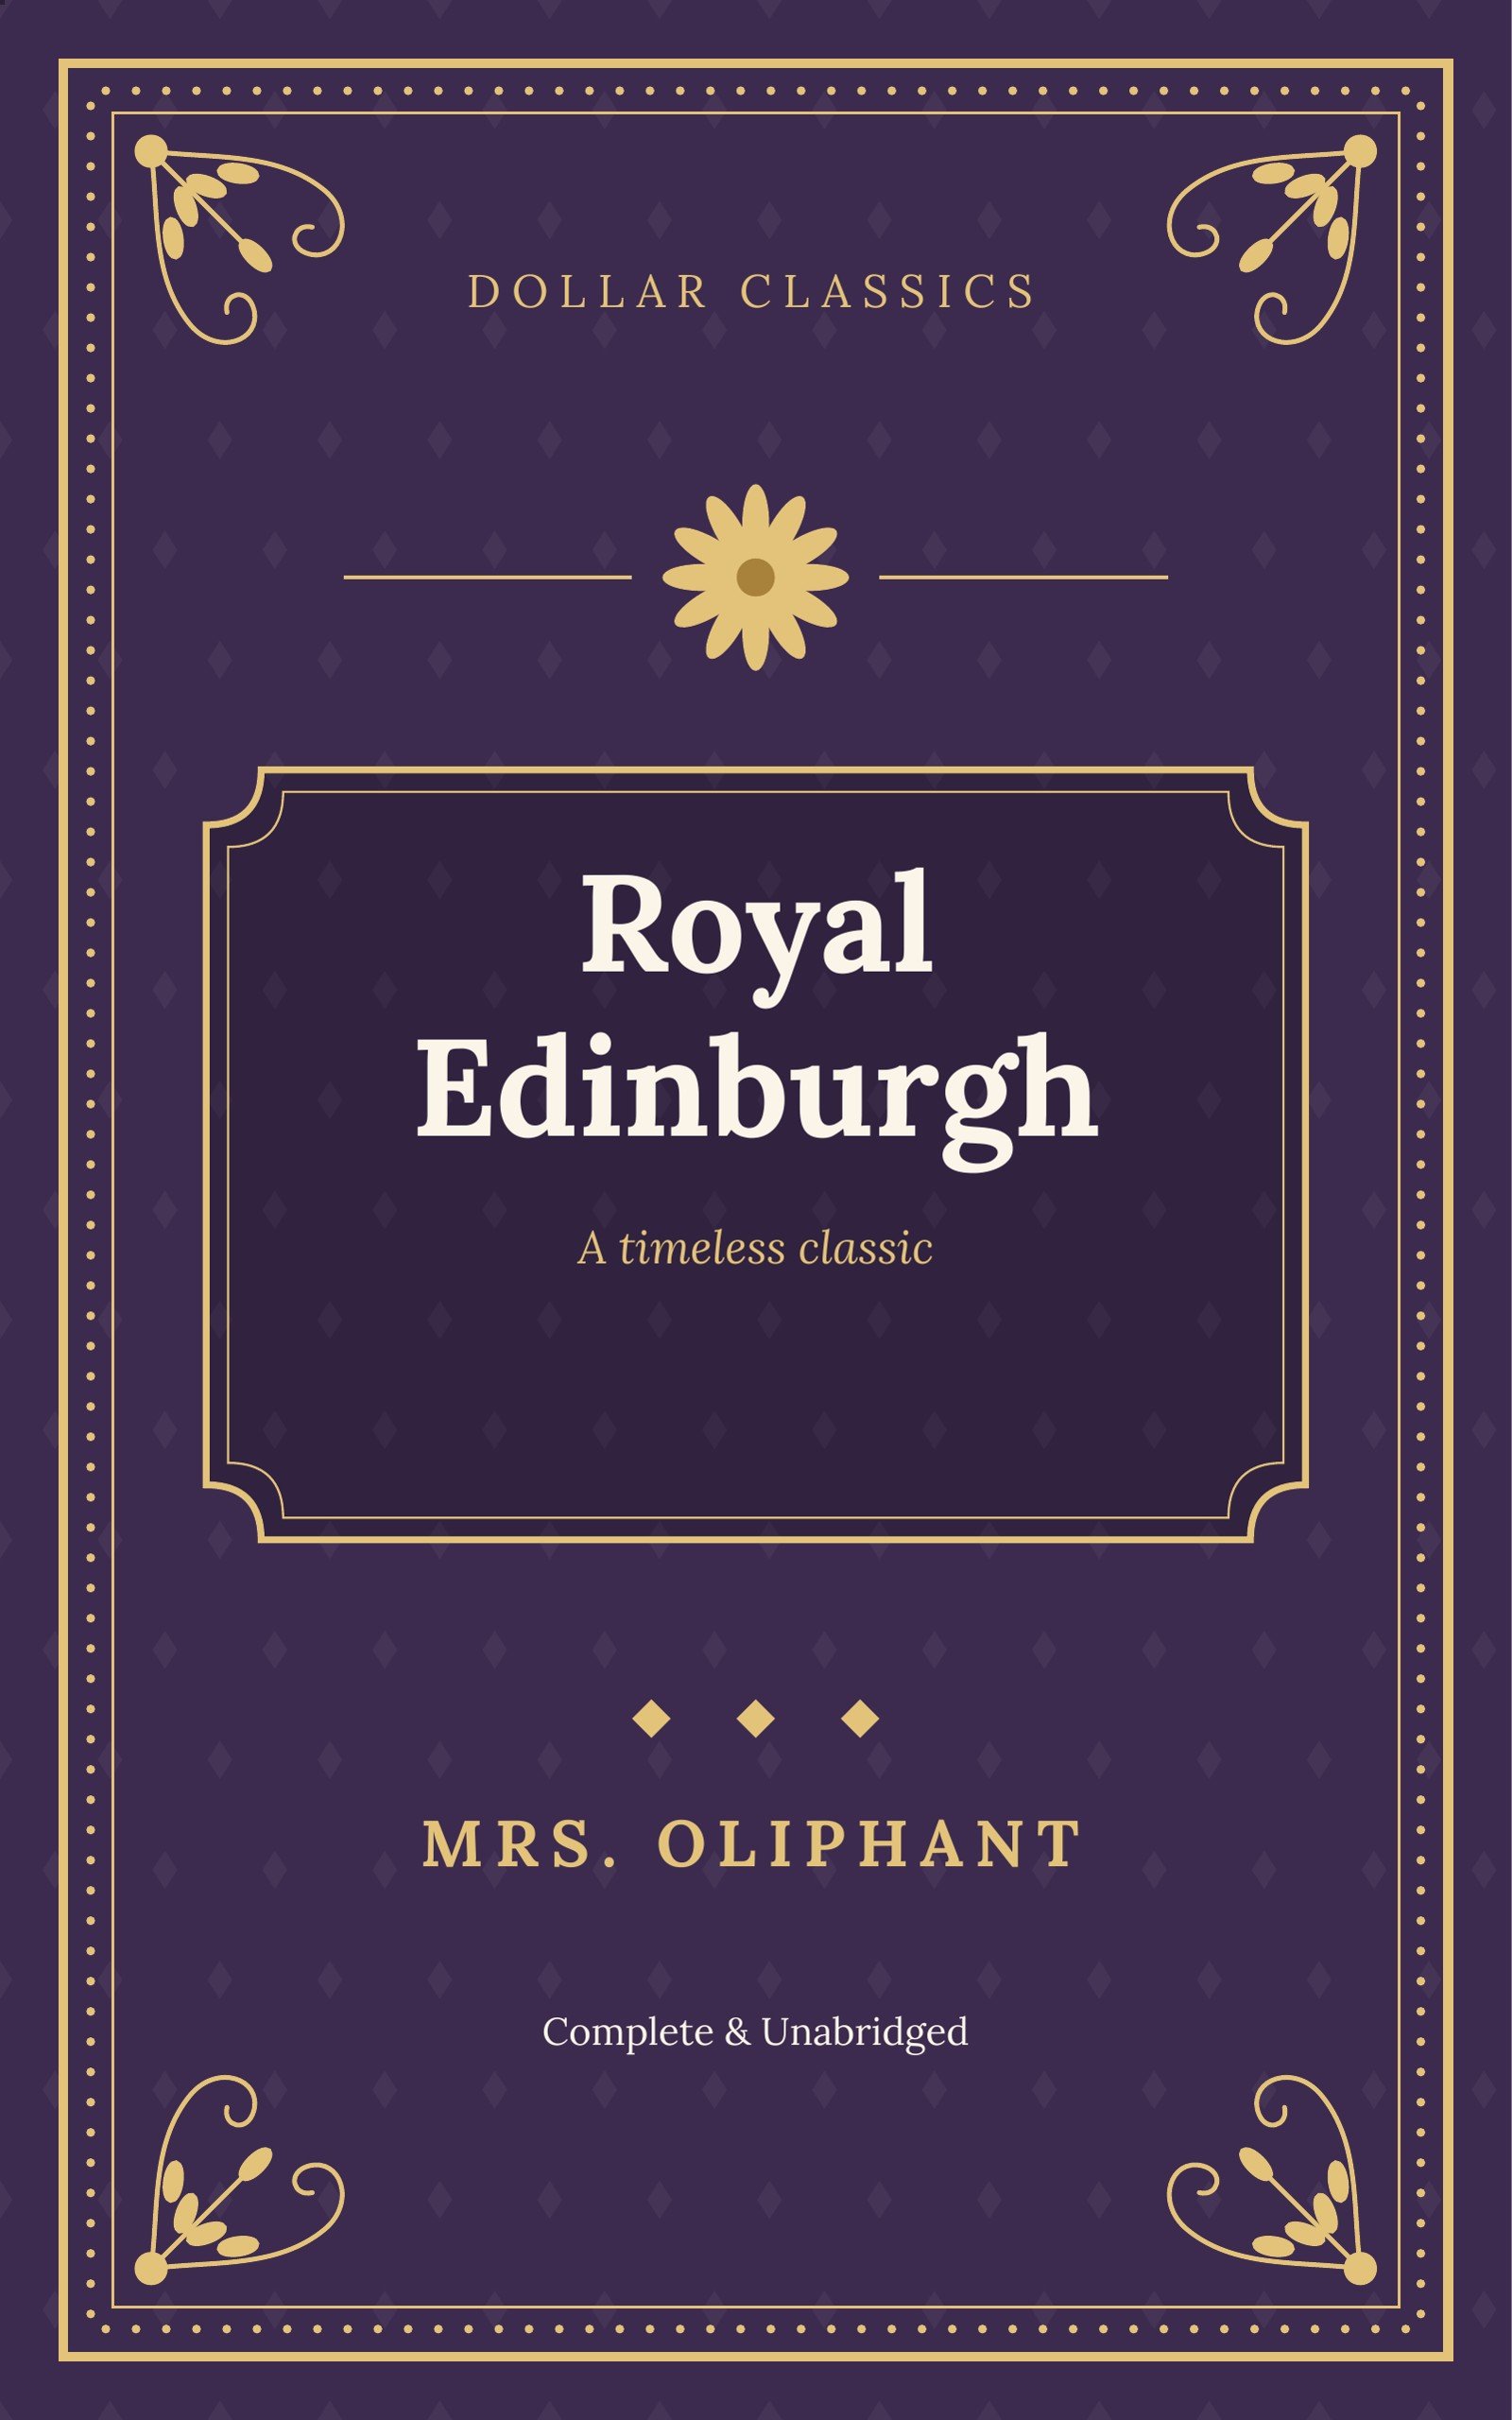 DOLLAR CLASSICS
Royal
Edinburgh
A timeless classic
MRS. OLIPHANT
Complete & Unabridged